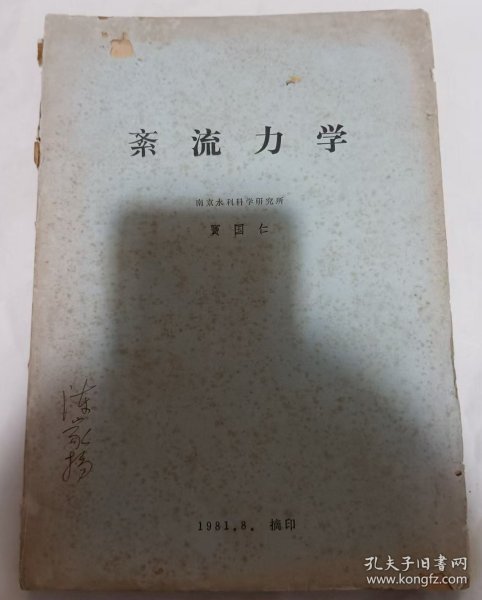 紊流力学
南京水利科学研究所
窦国仁
1981.8. 摘印
孔夫子旧书网
www.kongfz.com